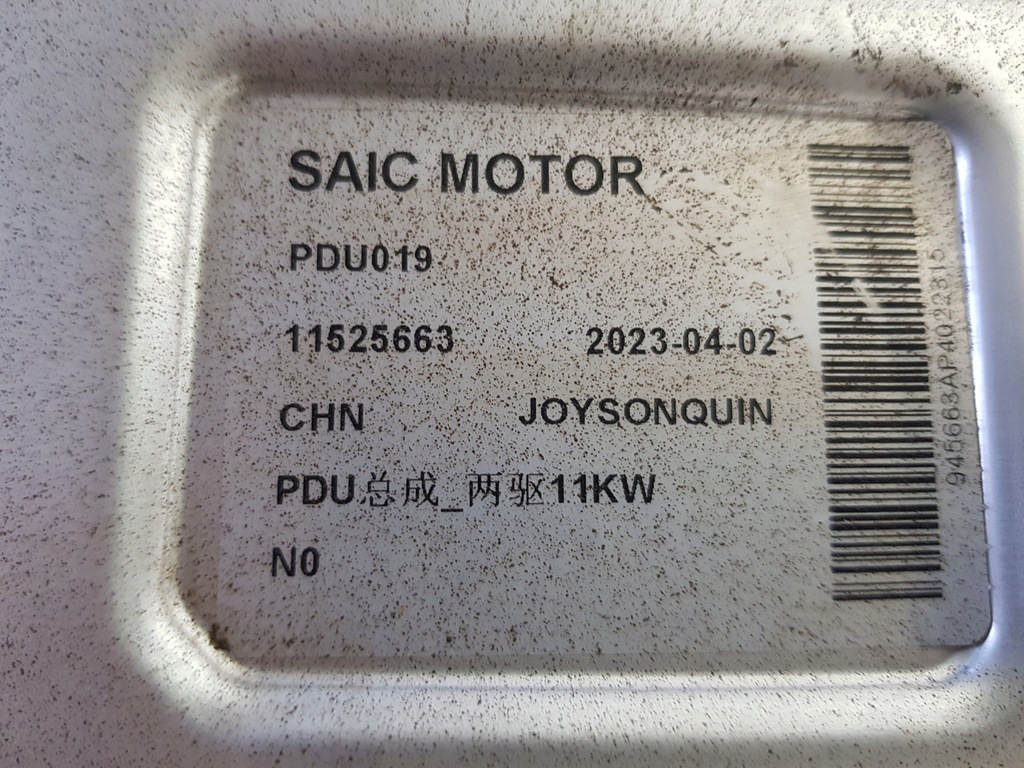 SAIC MOTOR
PDU019
11525663 2023-04-02
CHN JOYSONQUIN
PDU总成_两驱11KW
N0
945663AP4022315